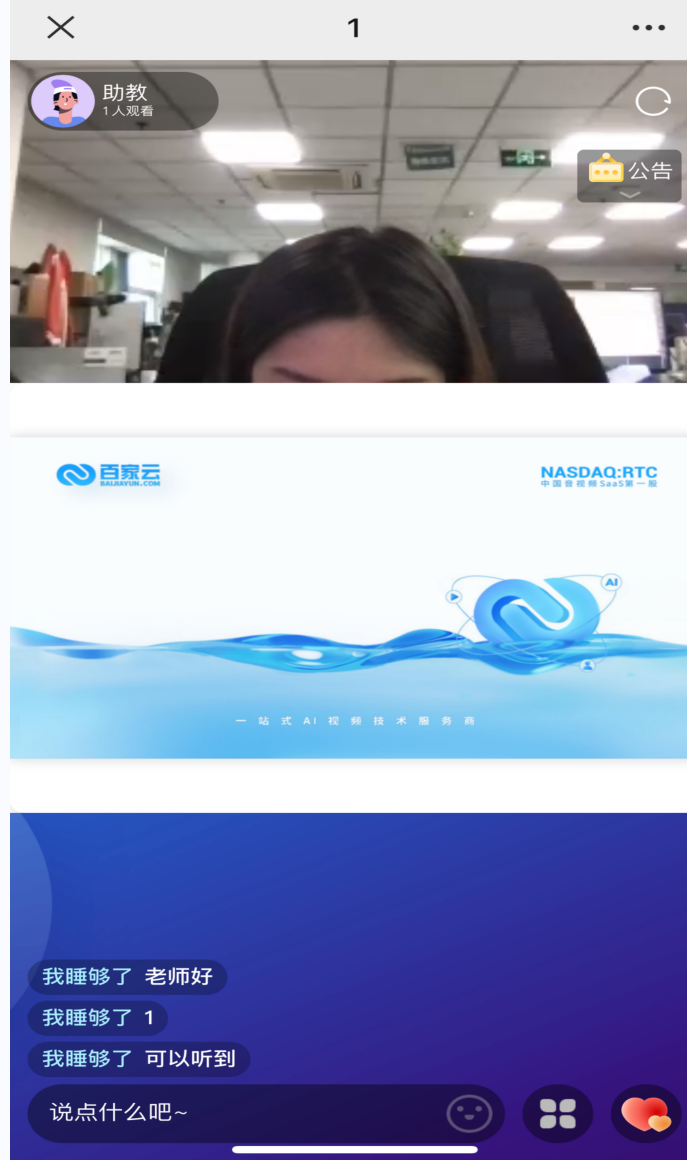 1
助教
1人观看
公告
百家云
BAIJIAYUN.COM
NASDAQ:RTC
中国音视频SaaS第一股
AI
一站式AI视频技术服务商
我睡够了 老师好
我睡够了 1
我睡够了 可以听到
说点什么吧~